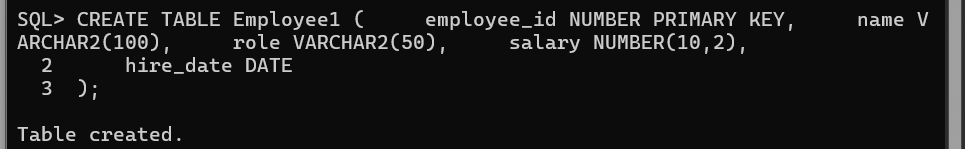 SQL> CREATE TABLE Employee1 (     employee_id NUMBER PRIMARY KEY,     name V
ARCHAR2(100),     role VARCHAR2(50),     salary NUMBER(10,2),
  2      hire_date DATE
  3  );

Table created.